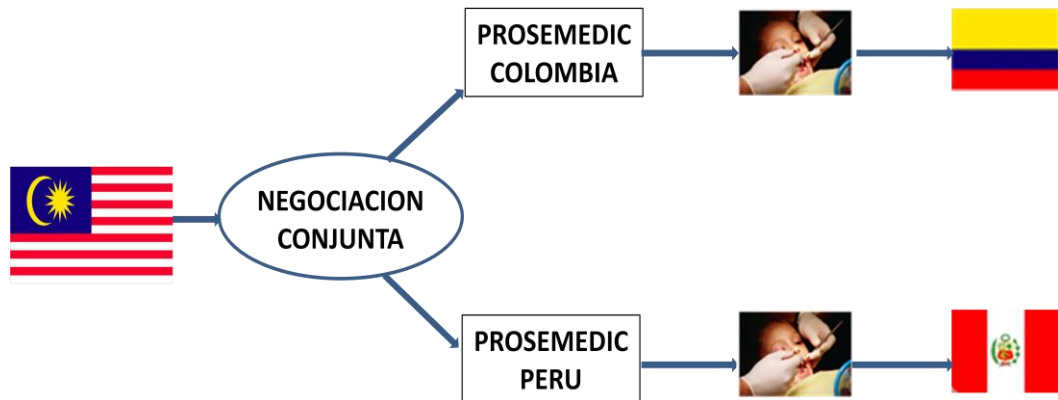 PROSEMEDIC
COLOMBIA
NEGOCIACION
CONJUNTA
PROSEMEDIC
PERU